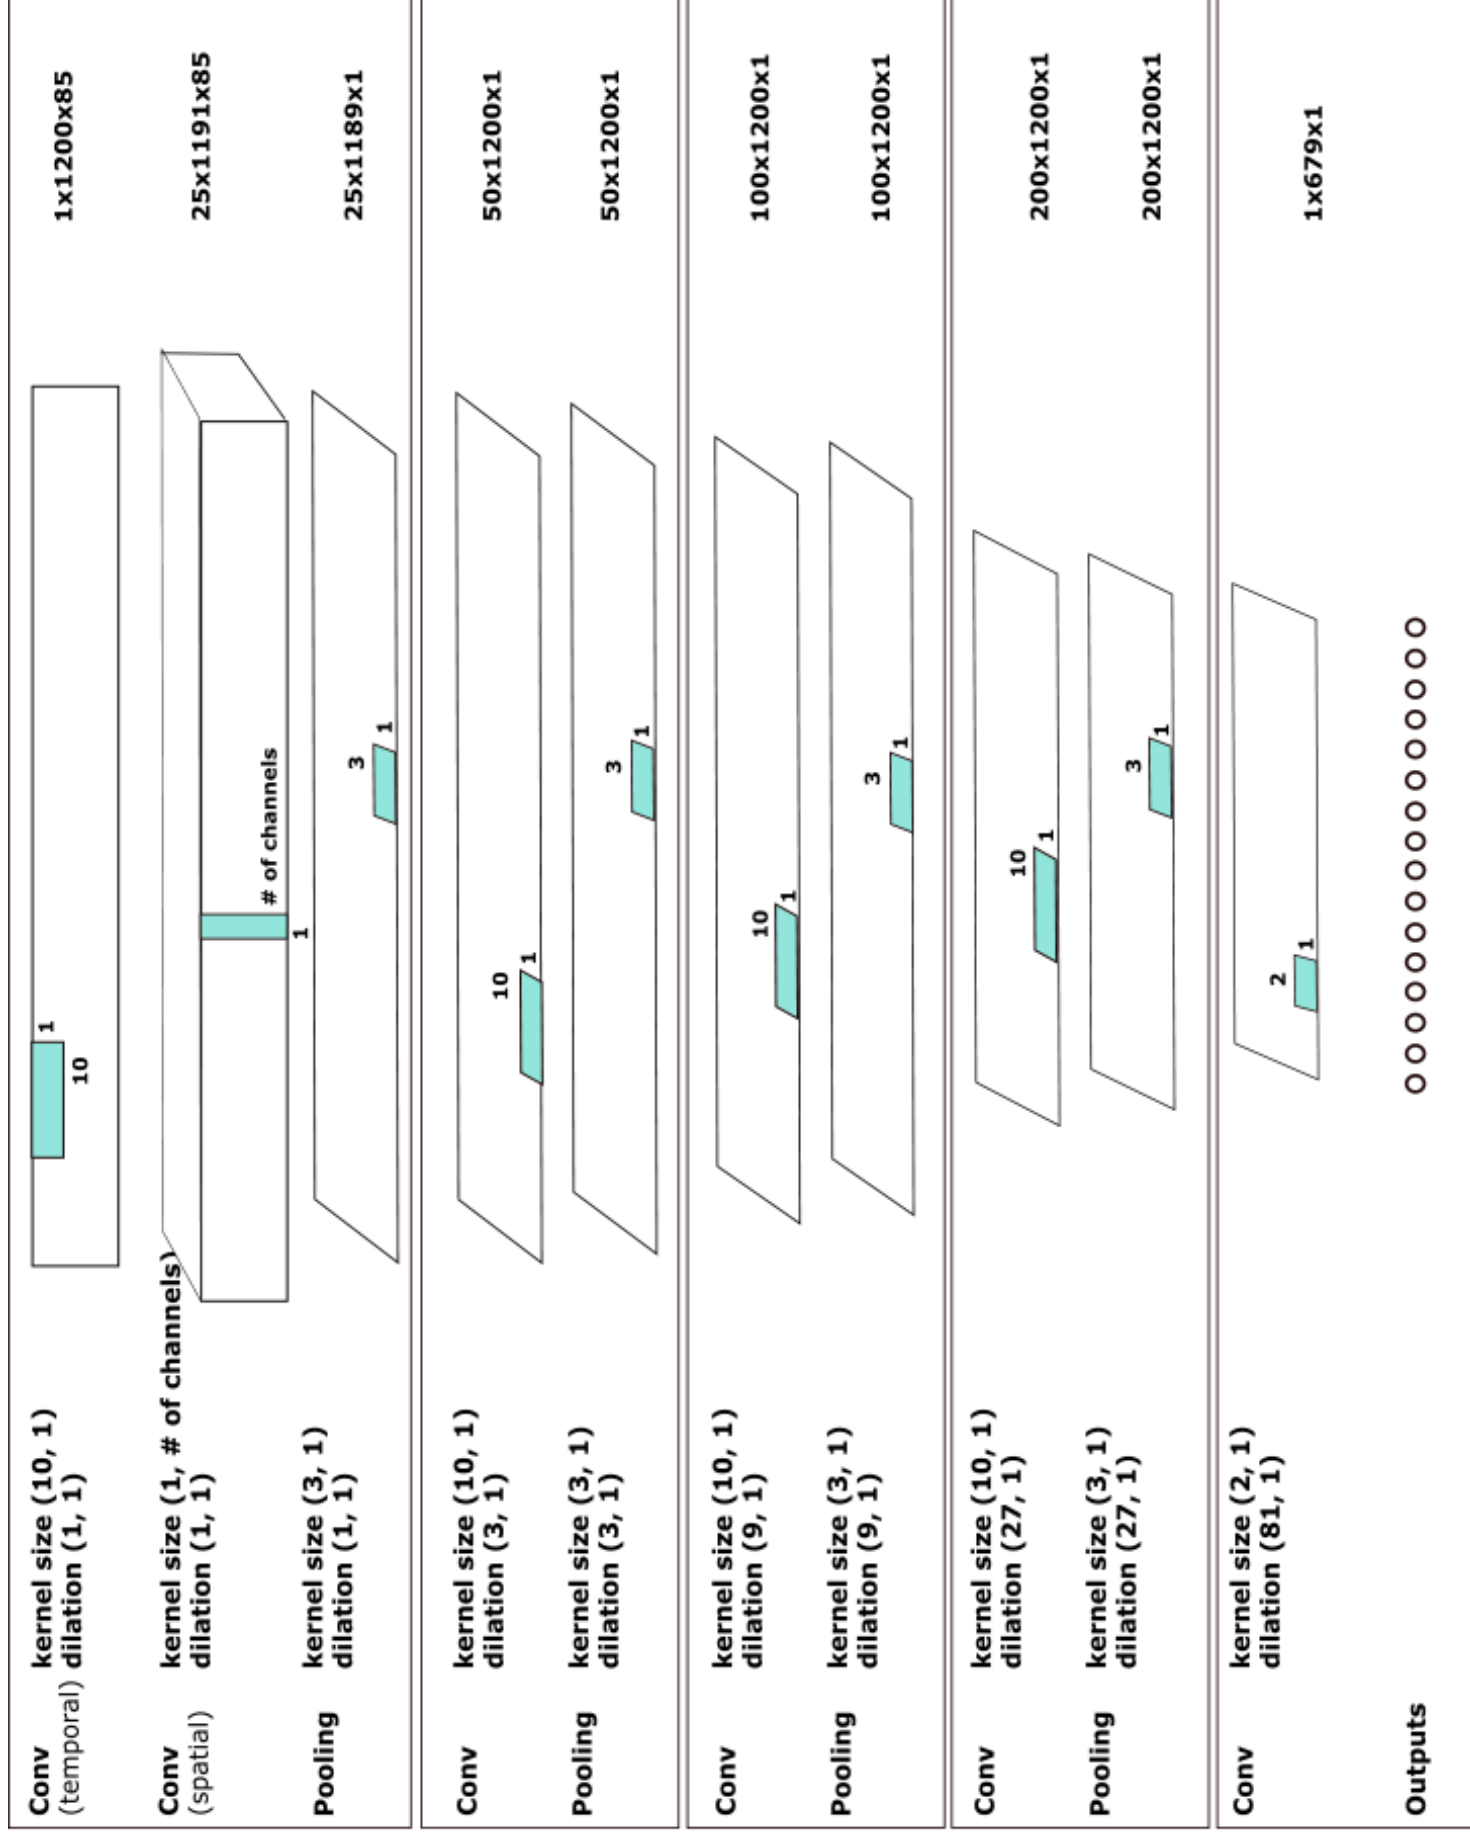 Conv
(temporal)
kernel size (10, 1)
dilation (1, 1)
10
1
1x1200x85
Conv
(spatial)
kernel size (1, # of channels)
dilation (1, 1)
1
# of channels
25x1191x85
Pooling
kernel size (3, 1)
dilation (1, 1)
3
1
25x1189x1
Conv
kernel size (10, 1)
dilation (3, 1)
10
1
50x1200x1
Pooling
kernel size (3, 1)
dilation (3, 1)
3
1
50x1200x1
Conv
kernel size (10, 1)
dilation (9, 1)
10
1
100x1200x1
Pooling
kernel size (3, 1)
dilation (9, 1)
3
1
100x1200x1
Conv
kernel size (10, 1)
dilation (27, 1)
10
1
200x1200x1
Pooling
kernel size (3, 1)
dilation (27, 1)
3
1
200x1200x1
Conv
kernel size (2, 1)
dilation (81, 1)
2
1
1x679x1
Outputs